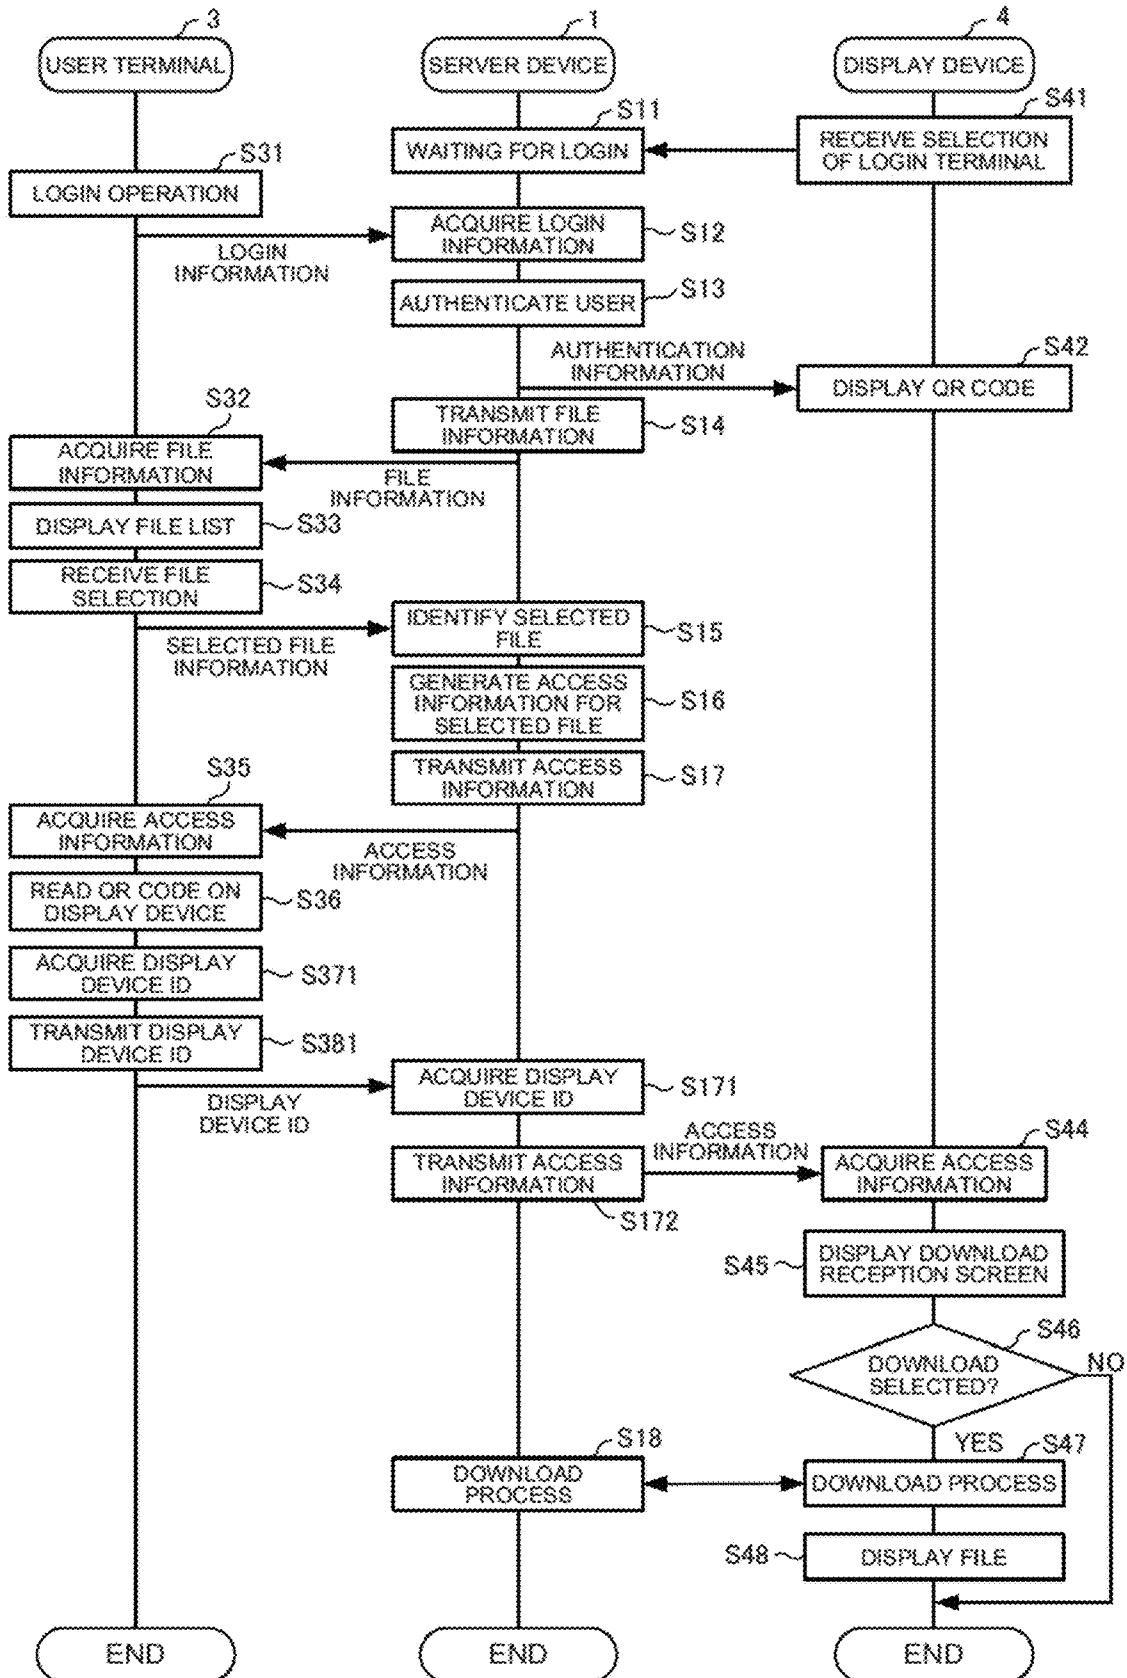 3
1
4
USER TERMINAL
SERVER DEVICE
DISPLAY DEVICE
S41
S11
RECEIVE SELECTION
OF LOGIN TERMINAL
WAITING FOR LOGIN
S31
LOGIN OPERATION
ACQUIRE LOGIN
INFORMATION
S12
LOGIN
INFORMATION
AUTHENTICATE USER
S13
AUTHENTICATION
INFORMATION
S42
DISPLAY QR CODE
S32
TRANSMIT FILE
INFORMATION
S14
ACQUIRE FILE
INFORMATION
FILE
INFORMATION
DISPLAY FILE LIST
S33
RECEIVE FILE
SELECTION
S34
IDENTIFY SELECTED
FILE
S15
SELECTED FILE
INFORMATION
GENERATE ACCESS
INFORMATION FOR
SELECTED FILE
S16
TRANSMIT ACCESS
INFORMATION
S17
S35
ACQUIRE ACCESS
INFORMATION
ACCESS
INFORMATION
READ QR CODE ON
DISPLAY DEVICE
S36
ACQUIRE DISPLAY
DEVICE ID
S371
TRANSMIT DISPLAY
DEVICE ID
S381
ACQUIRE DISPLAY
DEVICE ID
S171
DISPLAY
DEVICE ID
ACCESS
INFORMATION
S44
TRANSMIT ACCESS
INFORMATION
ACQUIRE ACCESS
INFORMATION
S172
S45
DISPLAY DOWNLOAD
RECEPTION SCREEN
S46
DOWNLOAD
SELECTED?
NO
YES
S18
S47
DOWNLOAD
PROCESS
DOWNLOAD PROCESS
S48
DISPLAY FILE
END
END
END